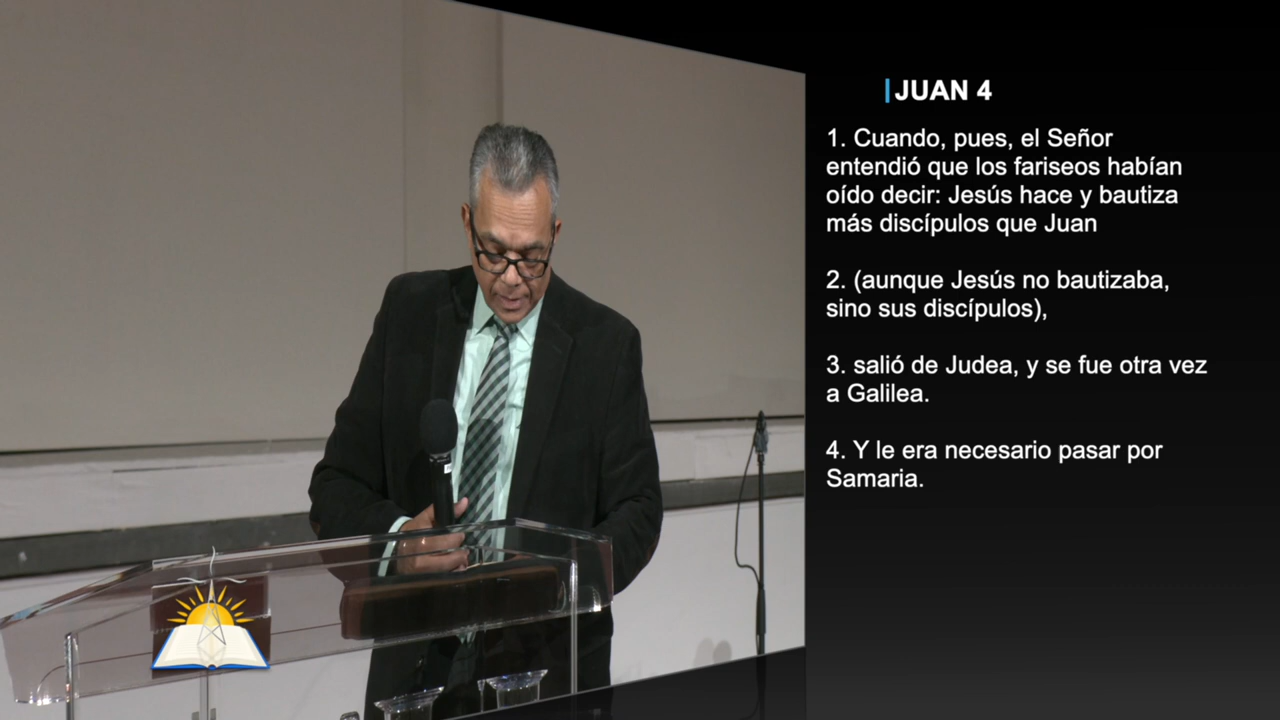 JUAN 4
1. Cuando, pues, el Señor
entendió que los fariseos habían
oído decir: Jesús hace y bautiza
más discípulos que Juan
2. (aunque Jesús no bautizaba,
sino sus discípulos),
3. salió de Judea, y se fue otra vez
a Galilea.
4. Y le era necesario pasar por
Samaria.